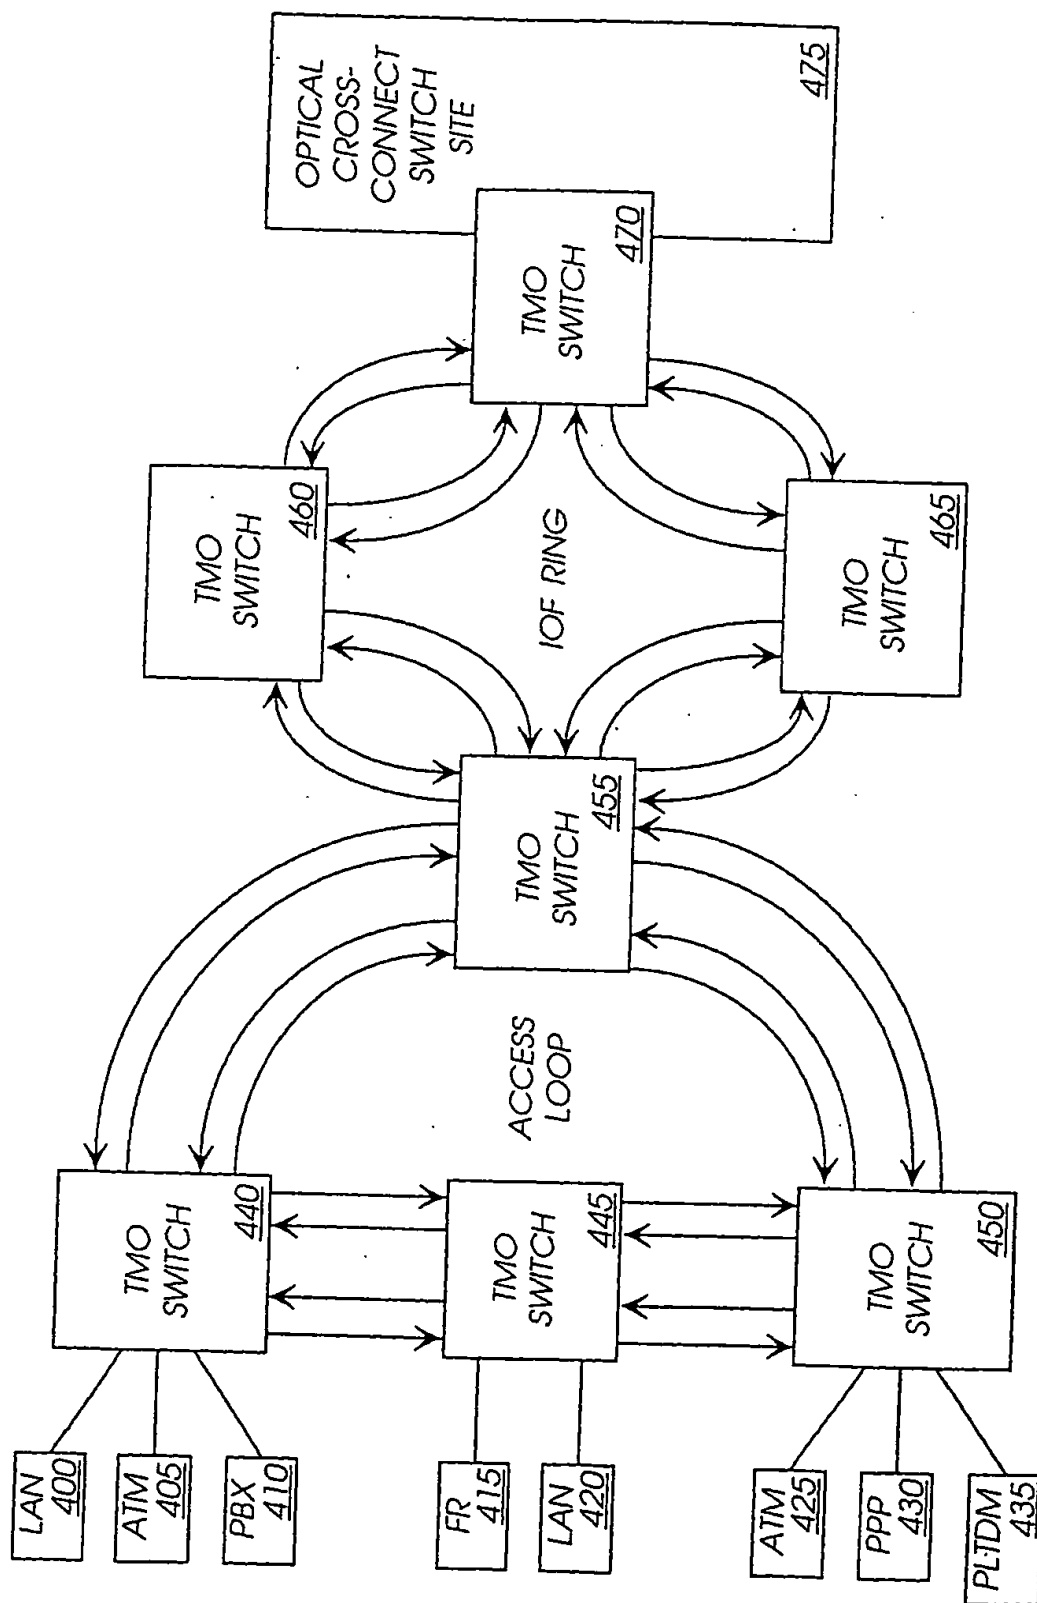 LAN
400
ATM
405
PBX
410
FR
415
LAN
420
ATM
425
PPP
430
PL-TDM
435
TMO
SWITCH
440
TMO
SWITCH
445
TMO
SWITCH
450
ACCESS
LOOP
TMO
SWITCH
455
TMO
SWITCH
460
IOF RING
TMO
SWITCH
465
TMO
SWITCH
470
OPTICAL
CROSS-
CONNECT
SWITCH
SITE
475